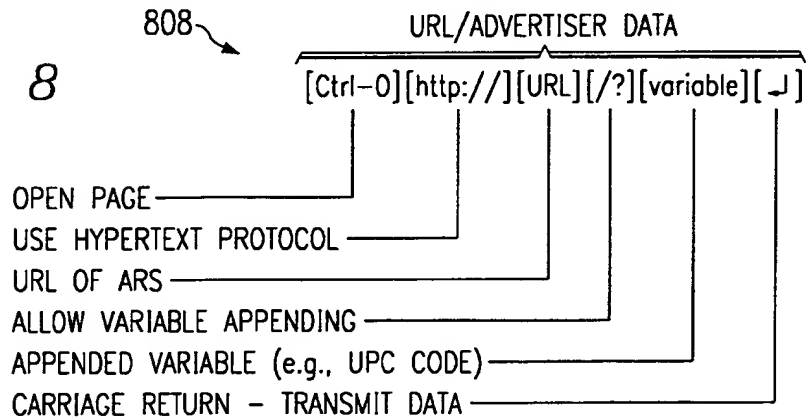 808
URL/ADVERTISER DATA
8
[Ctrl-O][http://][URL][/?][variable][↵]
OPEN PAGE
USE HYPERTEXT PROTOCOL
URL OF ARS
ALLOW VARIABLE APPENDING
APPENDED VARIABLE (e.g., UPC CODE)
CARRIAGE RETURN - TRANSMIT DATA